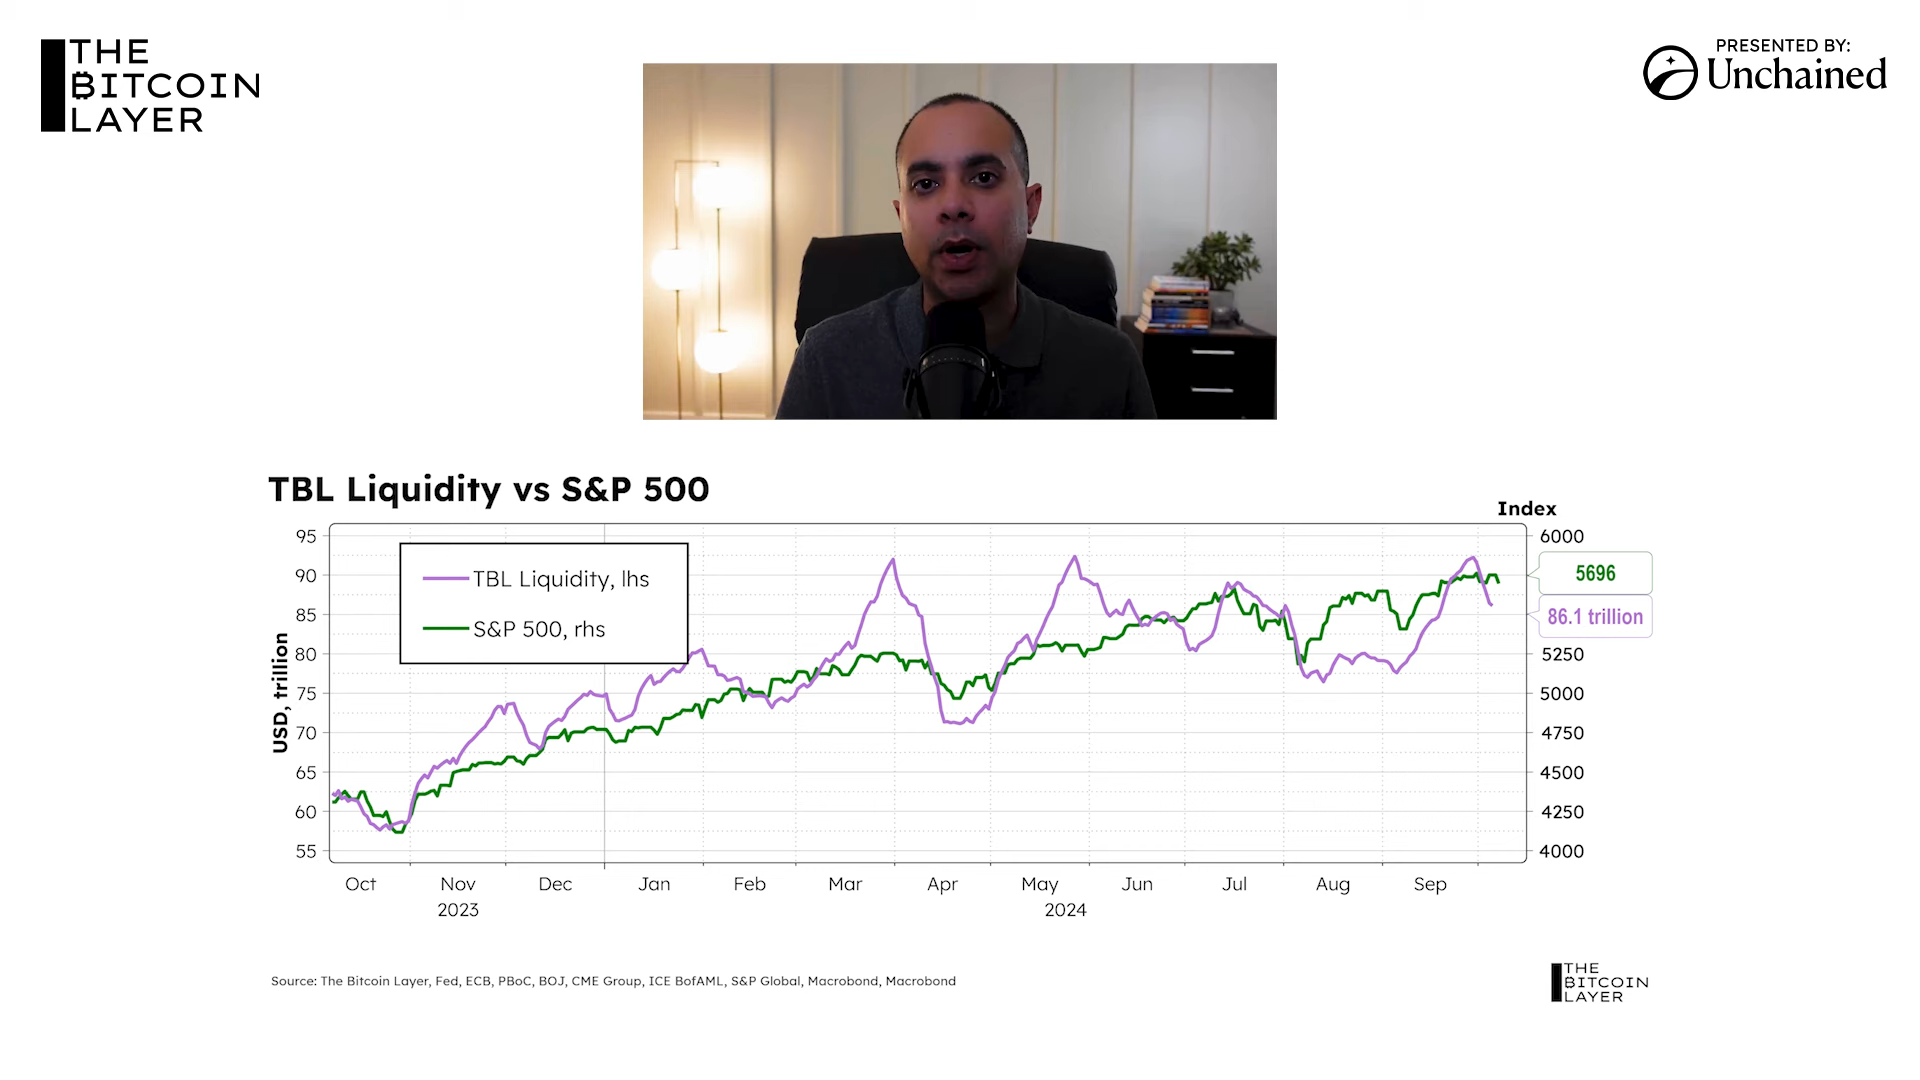 THE
BITCOIN
LAYER
PRESENTED BY:
Unchained
TBL Liquidity vs S&P 500
Index
USD, trillion
95
90
85
80
75
70
65
60
55
TBL Liquidity, lhs
S&P 500, rhs
6000
5696
86.1 trillion
5250
5000
4750
4500
4250
4000
Oct
Nov
Dec
Jan
Feb
Mar
Apr
May
Jun
Jul
Aug
Sep
2023
2024
Source: The Bitcoin Layer, Fed, ECB, PBoC, BOJ, CME Group, ICE BofAML, S&P Global, Macrobond, Macrobond
THE
BITCOIN
LAYER